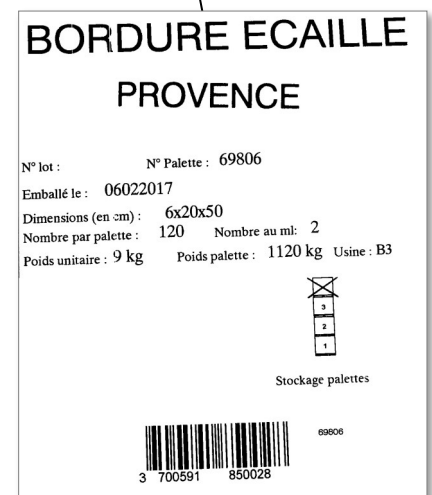 BORDURE ECAILLE
PROVENCE
N° lot : N° Palette : 69806
Emballé le : 06022017
Dimensions (en cm) : 6x20x50
Nombre par palette : 120 Nombre au ml: 2
Poids unitaire : 9 kg Poids palette : 1120 kg Usine : B3
3
2
1
Stockage palettes
69806
3 700591 850028